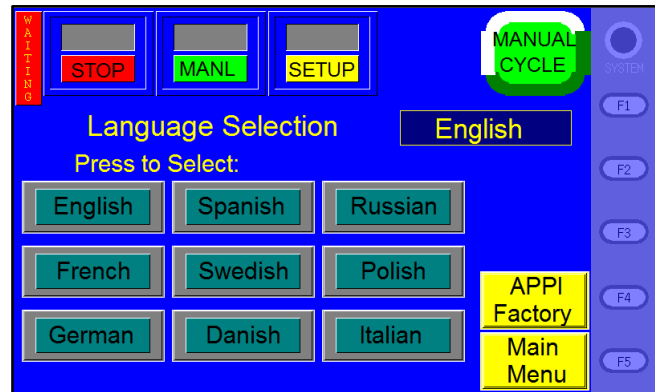 WAITING
STOP
MANL
SETUP
MANUAL
CYCLE
SYSTEM
Language Selection
English
Press to Select:
F1
F2
English
Spanish
Russian
F3
French
Swedish
Polish
APPI
Factory
F4
German
Danish
Italian
Main
Menu
F5